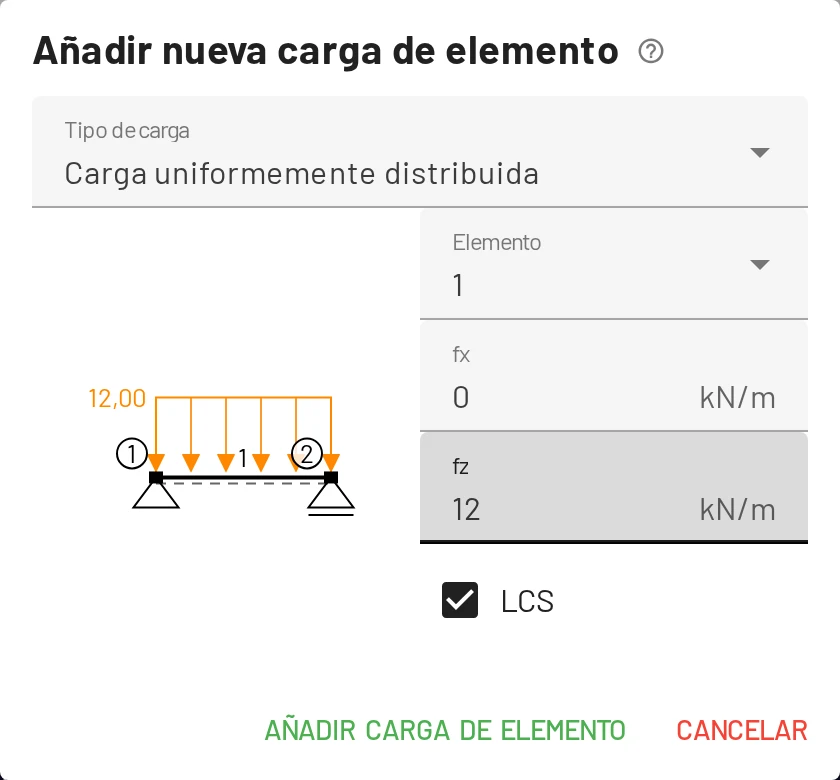 Añadir nueva carga de elemento ?
Tipo de carga
Carga uniformemente distribuida
Elemento
1
fx
0 kN/m
12,00
1 1 2
fz
12 kN/m
LCS
AÑADIR CARGA DE ELEMENTO CANCELAR